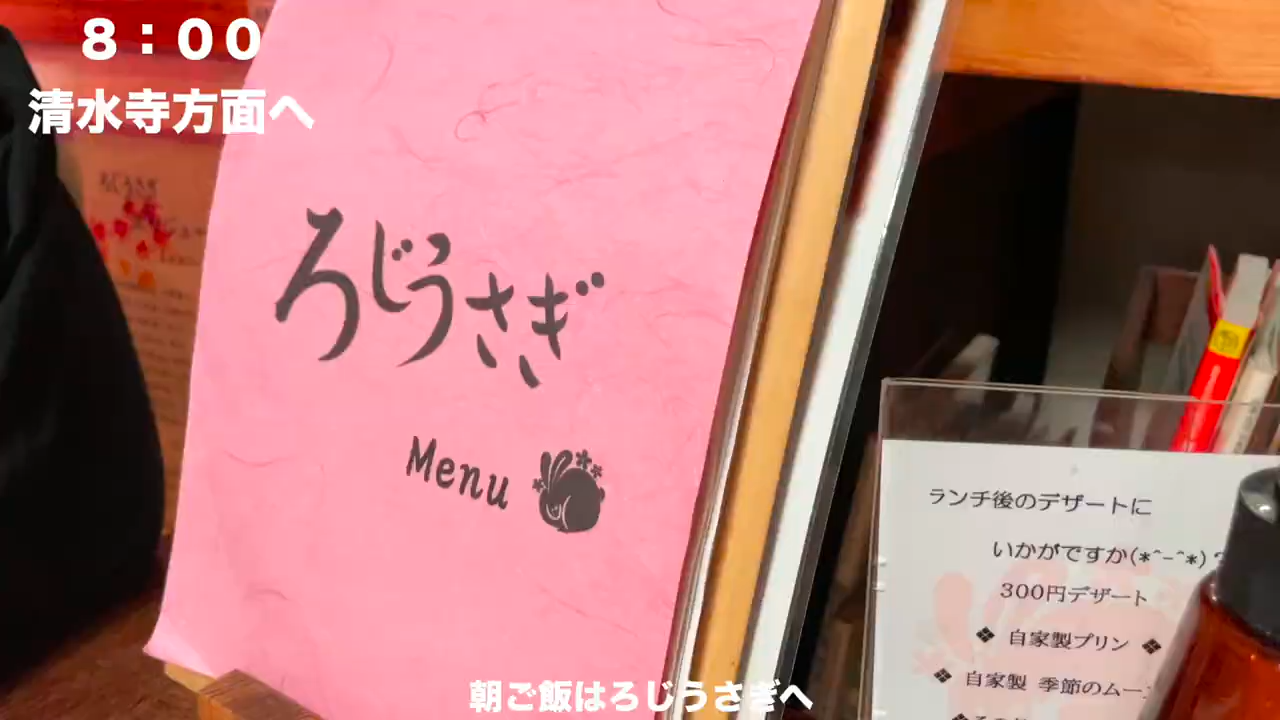 8:00
清水寺方面へ
ろじうさぎ
Menu
ランチ後のデザートに
いかがですか(*^-^*)
300円デザート
❖ 自家製プリン ❖
❖ 自家製 季節のムー
朝ご飯はろじうさぎへ